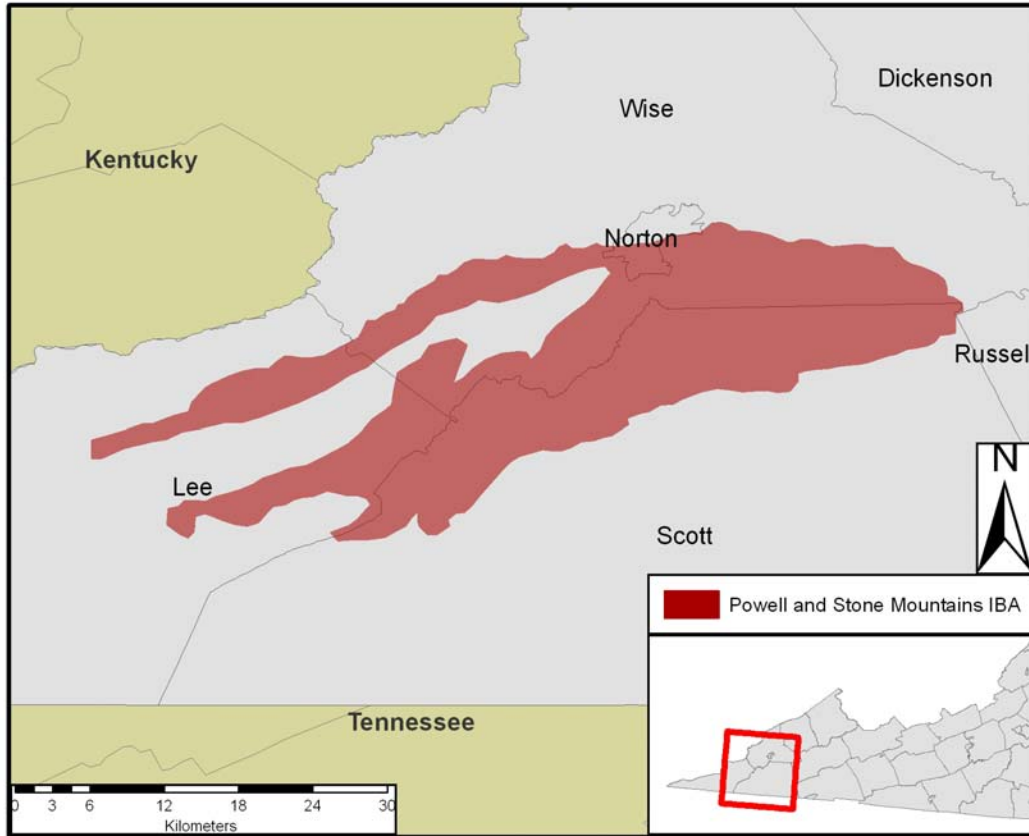 Dickenson
Wise
Kentucky
Norton
Russel
Lee
N
Scott
Powell and Stone Mountains IBA
Tennessee
0 3 6 12 18 24 30
Kilometers